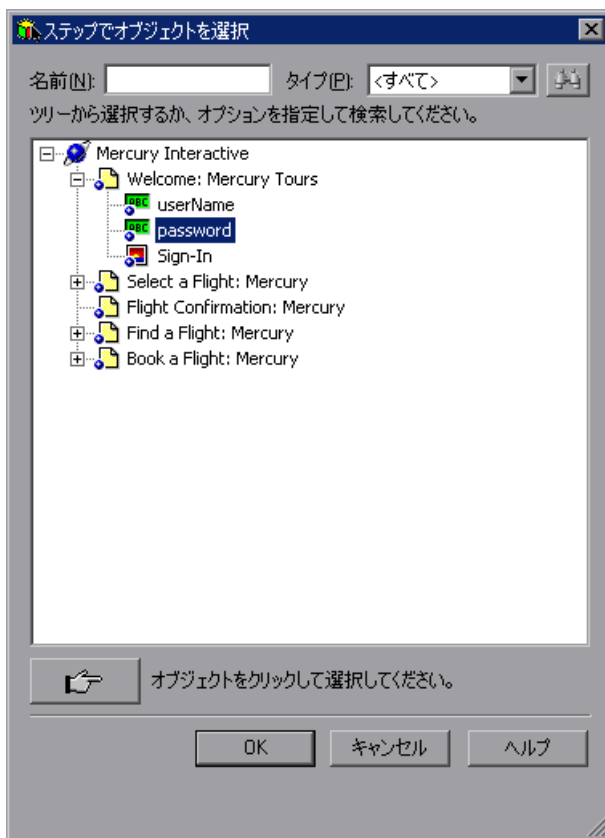 ステップでオブジェクトを選択
名前(N): タイプ(P): <すべて>
ツリーから選択するか、オプションを指定して検索してください。
Mercury Interactive
Welcome: Mercury Tours
ABC userName
ABC password
Sign-In
Select a Flight: Mercury
Flight Confirmation: Mercury
Find a Flight: Mercury
Book a Flight: Mercury
オブジェクトをクリックして選択してください。
OK キャンセル ヘルプ